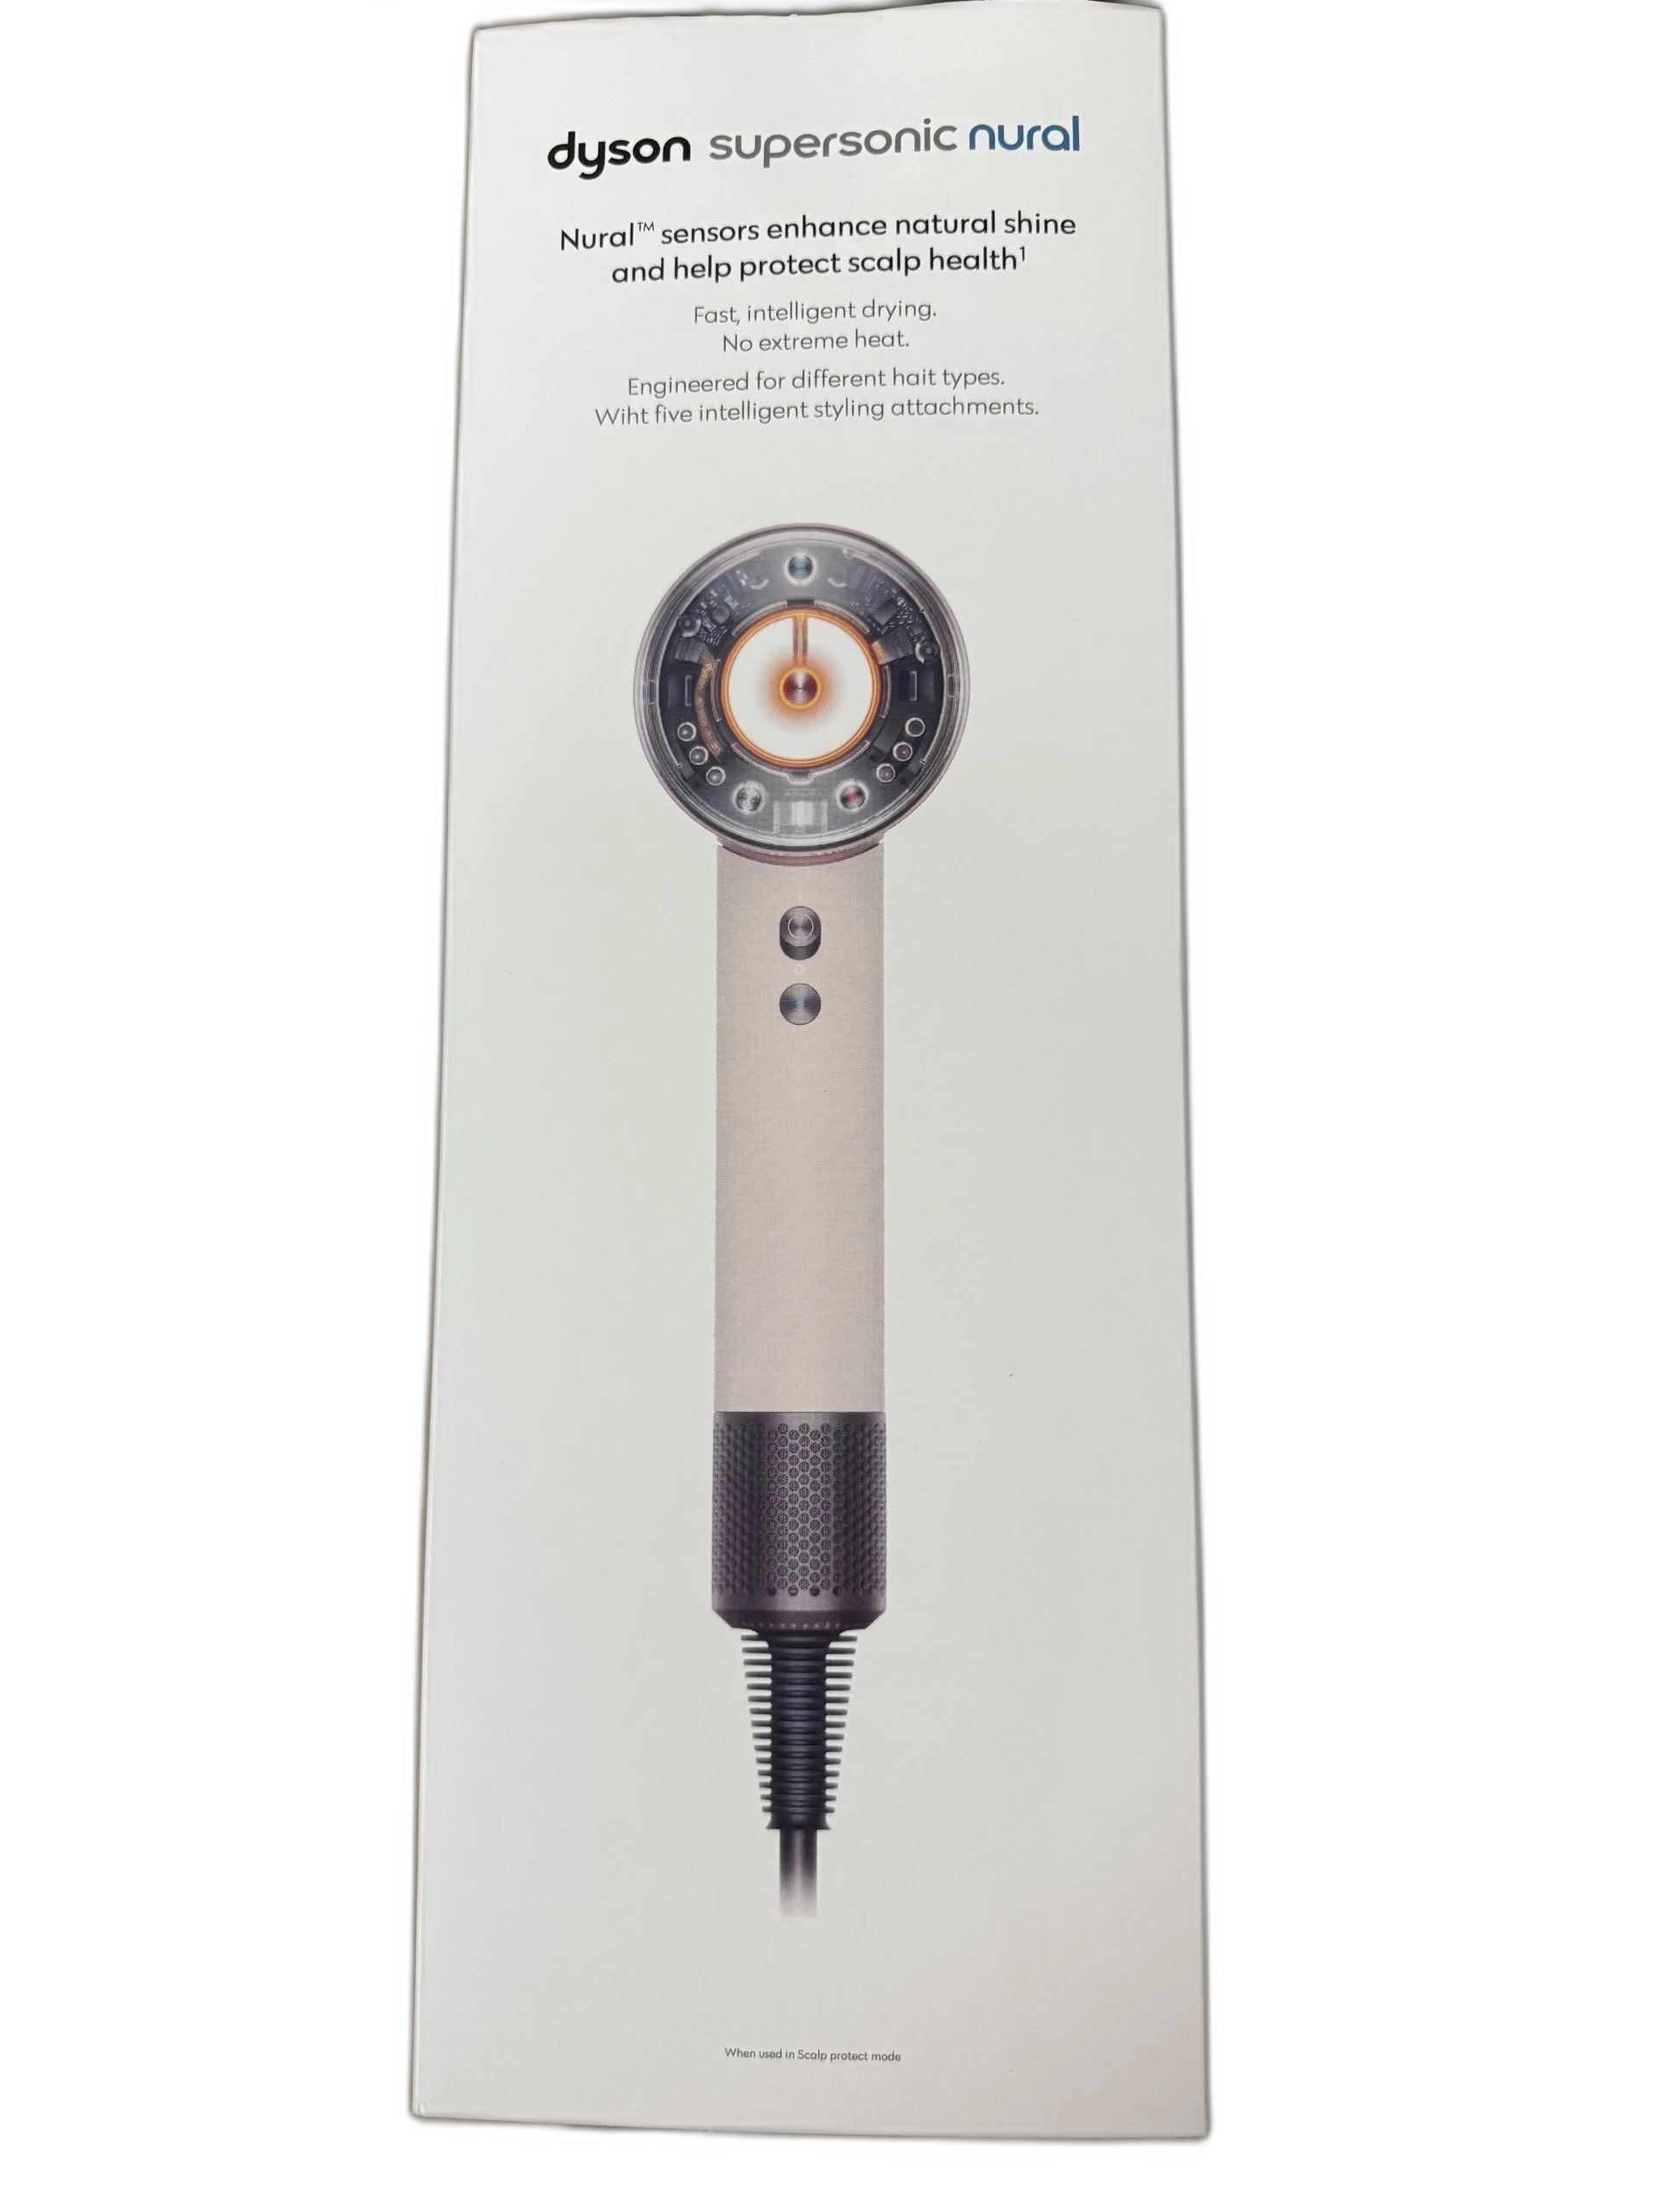 dyson supersonic nural
Nural™ sensors enhance natural shine
and help protect scalp health¹
Fast, intelligent drying.
No extreme heat.
Engineered for different hait types.
Wiht five intelligent styling attachments.
When used in Scalp protect mode